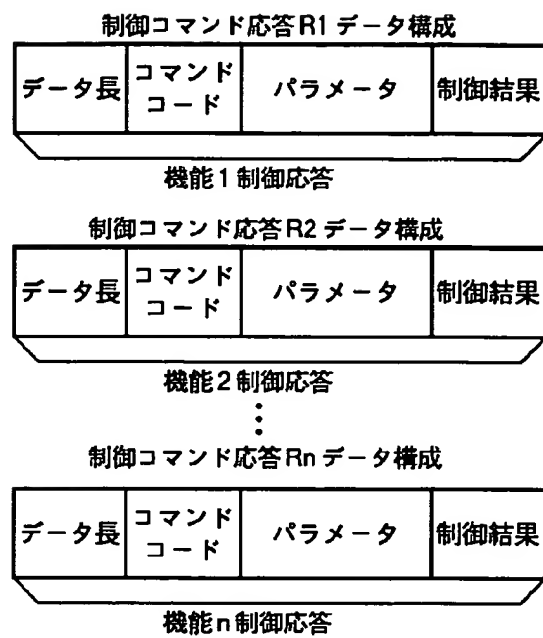 制御コマンド応答R1データ構成
データ長 コマンドコード パラメータ 制御結果
機能1制御応答
制御コマンド応答R2データ構成
データ長 コマンドコード パラメータ 制御結果
機能2制御応答
⋮
制御コマンド応答Rnデータ構成
データ長 コマンドコード パラメータ 制御結果
機能n制御応答